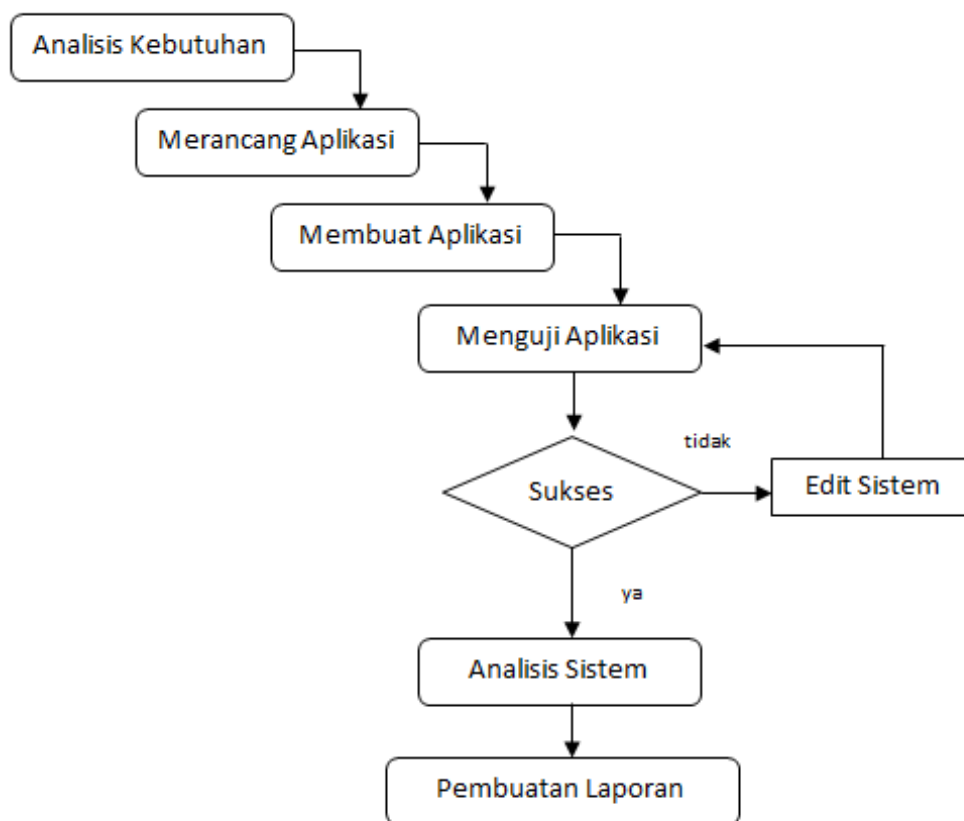 Analisis Kebutuhan
Merancang Aplikasi
Membuat Aplikasi
Menguji Aplikasi
tidak
Sukses
Edit Sistem
ya
Analisis Sistem
Pembuatan Laporan